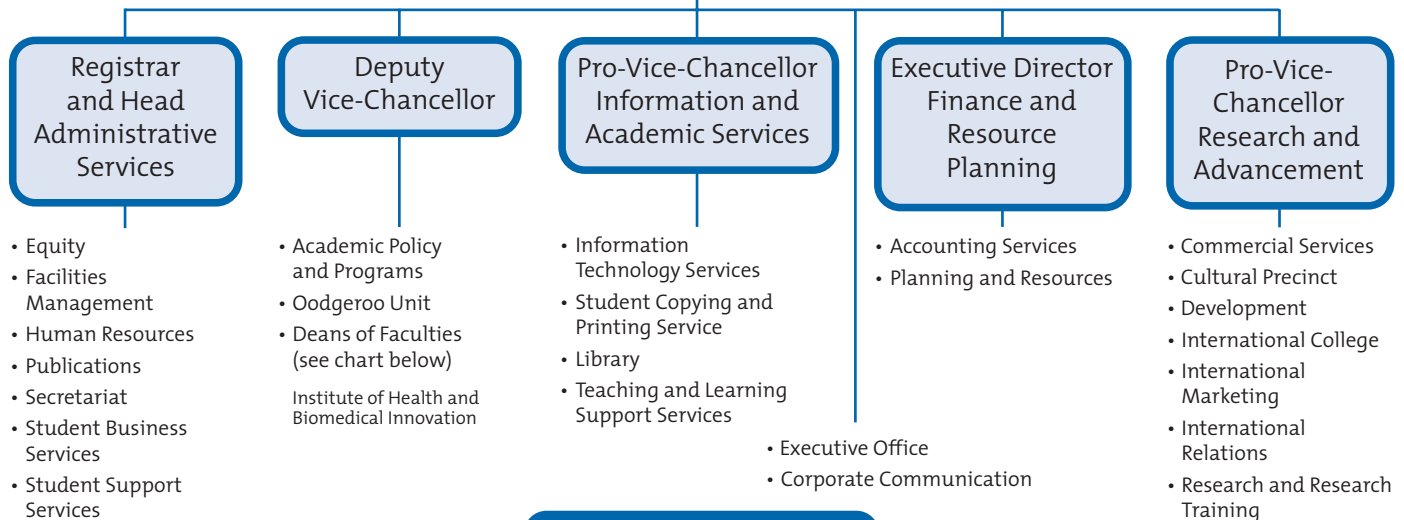 Registrar
and Head
Administrative
Services
• Equity
• Facilities
Management
• Human Resources
• Publications
• Secretariat
• Student Business
Services
• Student Support
Services
Deputy
Vice-Chancellor
• Academic Policy
and Programs
• Oodgeroo Unit
• Deans of Faculties
(see chart below)
Institute of Health and
Biomedical Innovation
Pro-Vice-Chancellor
Information and
Academic Services
• Information
Technology Services
• Student Copying and
Printing Service
• Library
• Teaching and Learning
Support Services
• Executive Office
• Corporate Communication
Executive Director
Finance and
Resource
Planning
• Accounting Services
• Planning and Resources
Pro-Vice-
Chancellor
Research and
Advancement
• Commercial Services
• Cultural Precinct
• Development
• International College
• International
Marketing
• International
Relations
• Research and Research
Training